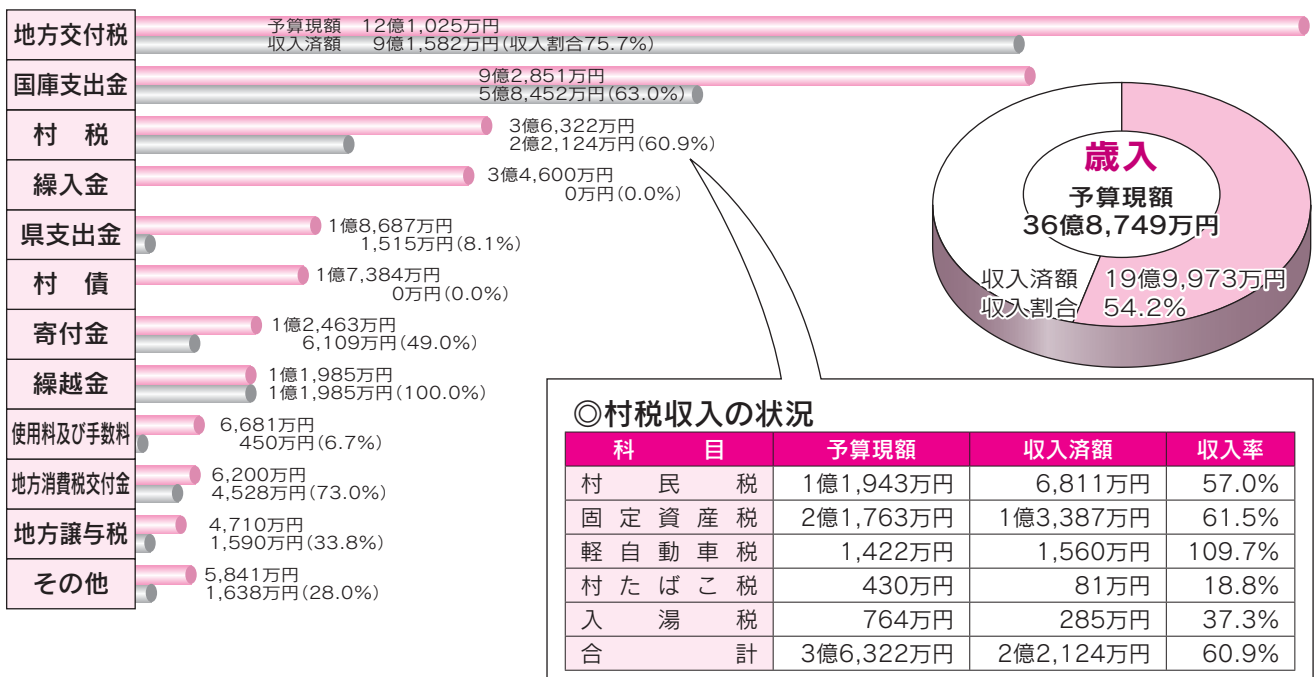 地方交付税
予算現額 12億1,025万円
収入済額 9億1,582万円(収入割合75.7%)
国庫支出金
9億2,851万円
5億8,452万円(63.0%)
村 税
3億6,322万円
2億2,124万円(60.9%)
繰入金
3億4,600万円
0万円(0.0%)
県支出金
1億8,687万円
1,515万円(8.1%)
村 債
1億7,384万円
0万円(0.0%)
寄付金
1億2,463万円
6,109万円(49.0%)
繰越金
1億1,985万円
1億1,985万円(100.0%)
使用料及び手数料
6,681万円
450万円(6.7%)
地方消費税交付金
6,200万円
4,528万円(73.0%)
地方譲与税
4,710万円
1,590万円(33.8%)
その他
5,841万円
1,638万円(28.0%)
歳入
予算現額
36億8,749万円
収入済額 19億9,973万円
収入割合 54.2%
◎村税収入の状況
科 目 予算現額 収入済額 収入率
村民税 1億1,943万円 6,811万円 57.0%
固定資産税 2億1,763万円 1億3,387万円 61.5%
軽自動車税 1,422万円 1,560万円 109.7%
村たばこ税 430万円 81万円 18.8%
入湯税 764万円 285万円 37.3%
合計 3億6,322万円 2億2,124万円 60.9%